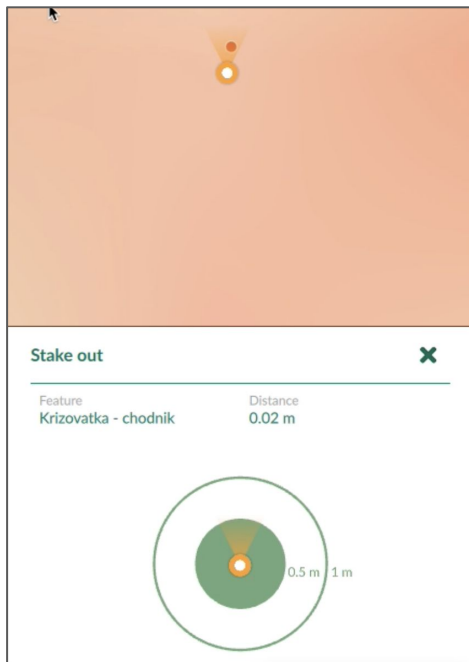 Stake out
Feature
Distance
Krizovatka - chodnik
0.02 m
0.5 m
1 m